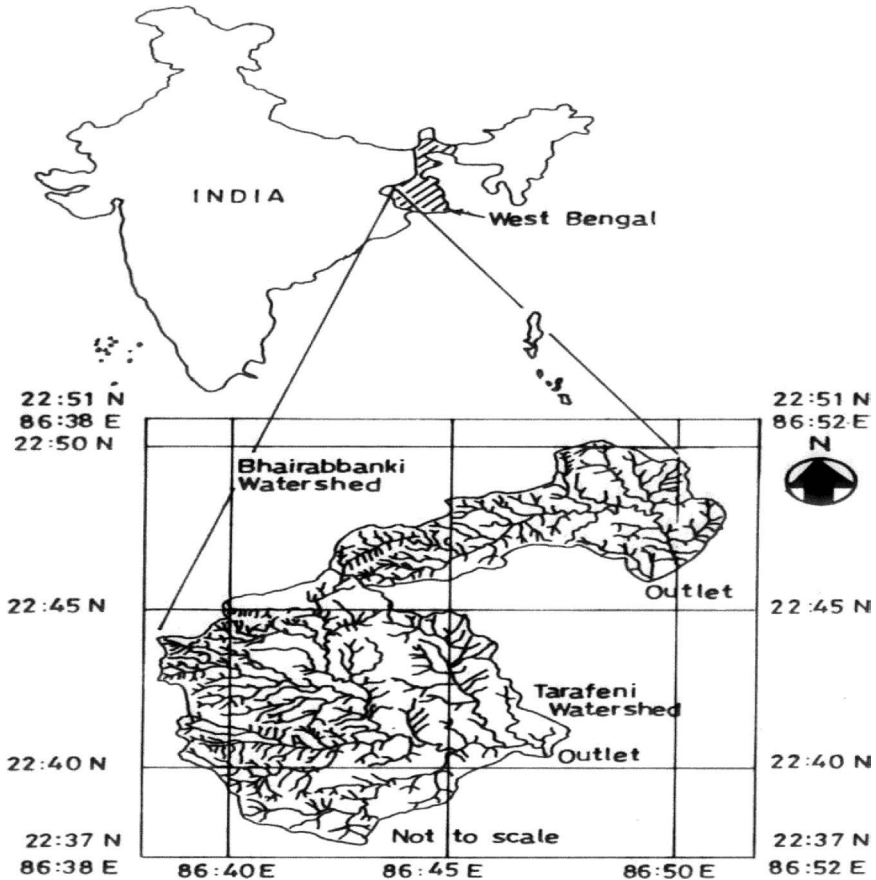 INDIA
West Bengal
22:51 N
86:38 E
22:50 N
22:51 N
86:52 E
N
Bhairabbanki
Watershed
Outlet
22:45 N
22:45 N
Tarafeni
Watershed
Outlet
22:40 N
22:40 N
Not to scale
22:37 N
86:38 E
86:40 E
86:45 E
86:50 E
22:37 N
86:52 E